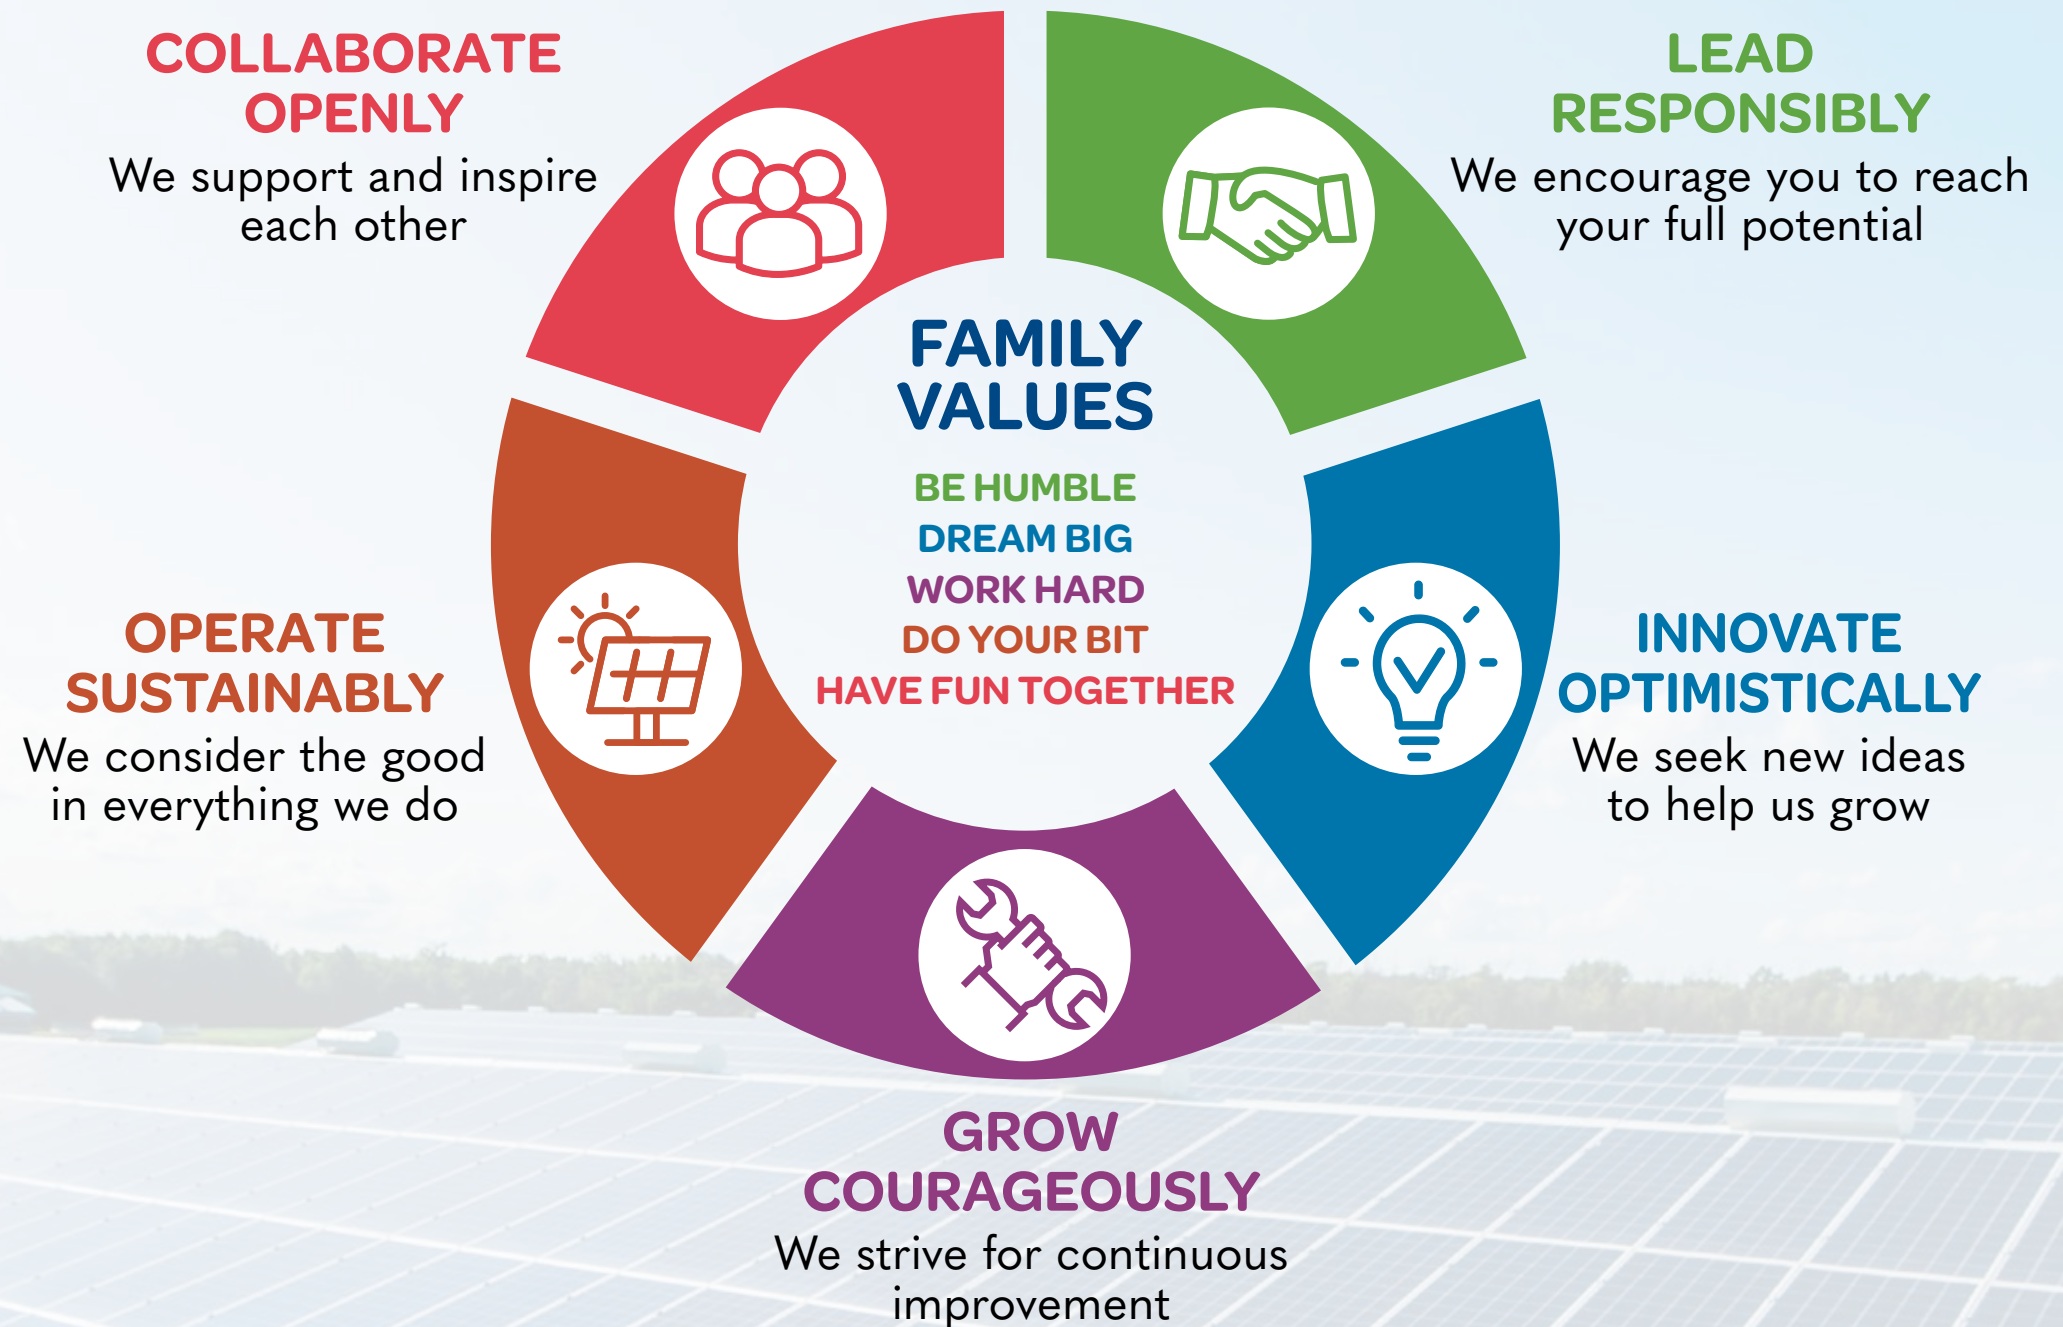 COLLABORATE
OPENLY
We support and inspire
each other
LEAD
RESPONSIBLY
We encourage you to reach
your full potential
FAMILY
VALUES
BE HUMBLE
DREAM BIG
WORK HARD
DO YOUR BIT
HAVE FUN TOGETHER
OPERATE
SUSTAINABLY
We consider the good
in everything we do
INNOVATE
OPTIMISTICALLY
We seek new ideas
to help us grow
GROW
COURAGEOUSLY
We strive for continuous
improvement